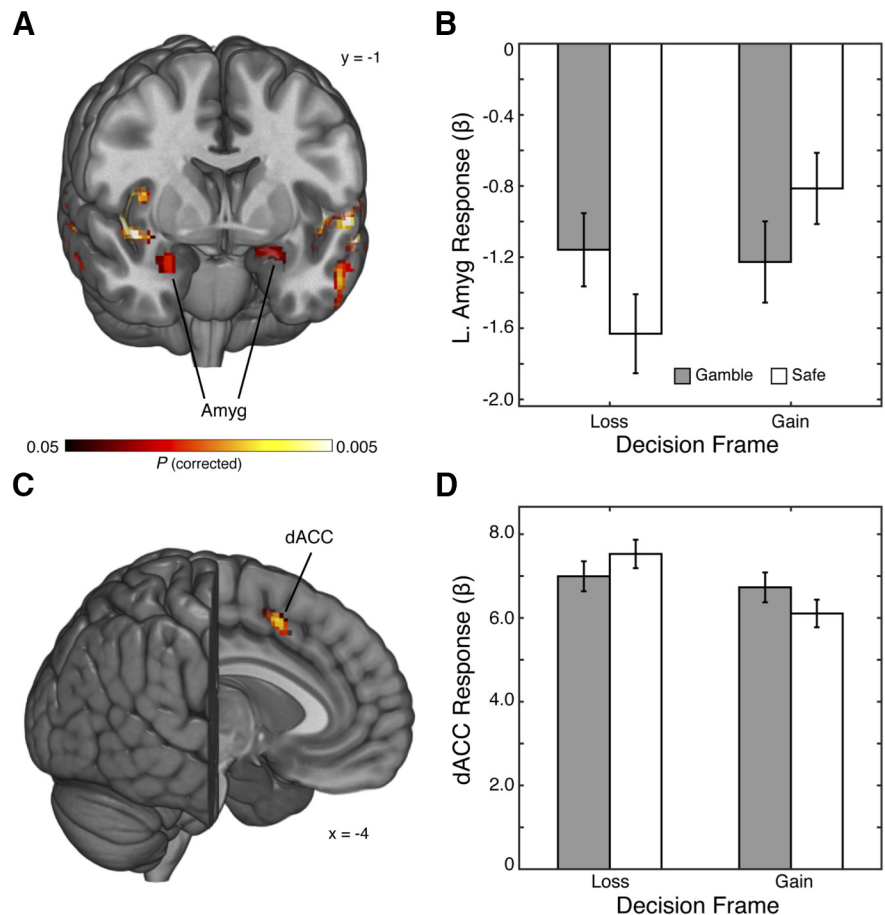 A
y = -1
Amyg
0.05
0.005
P (corrected)
B
L. Amyg Response (β)
0
-0.4
-0.8
-1.2
-1.6
-2.0
Gamble
Safe
Loss
Gain
Decision Frame
C
dACC
x = -4
D
dACC Response (β)
8.0
6.0
4.0
2.0
0
Loss
Gain
Decision Frame